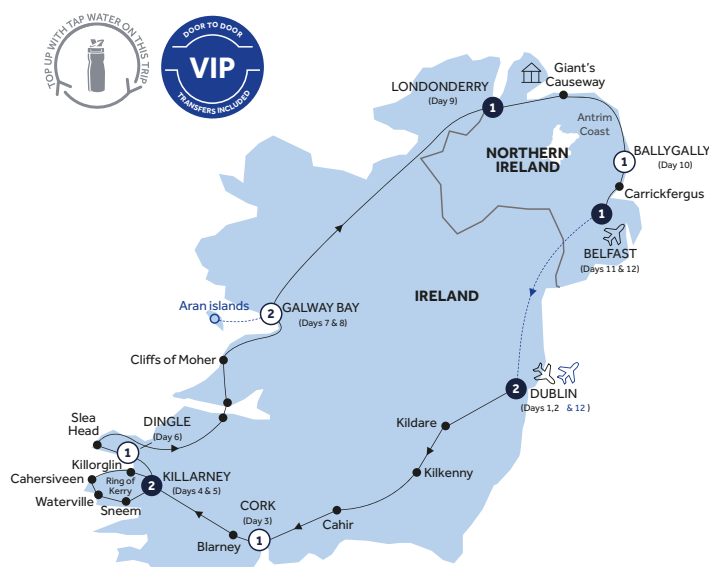 TOP UP WITH TAP WATER ON THIS TRIP
DOOR TO DOOR
VIP
TRANSFERS INCLUDED
Giant's
Causeway
LONDONDERRY
(Day 9)
1
Antrim
Coast
NORTHERN
IRELAND
1
BALLYGALLY
(Day 10)
Carrickfergus
1
BELFAST
(Days 11 & 12)
IRELAND
Aran islands
2
GALWAY BAY
(Days 7 & 8)
Cliffs of Moher
2
DUBLIN
(Days 1,2 & 12 )
Kildare
Slea
Head
DINGLE
(Day 6)
1
Killorglin
Cahersiveen
Ring of
Kerry
2
KILLARNEY
(Days 4 & 5)
Kilkenny
Waterville
Sneem
CORK
(Day 3)
1
Cahir
Blarney